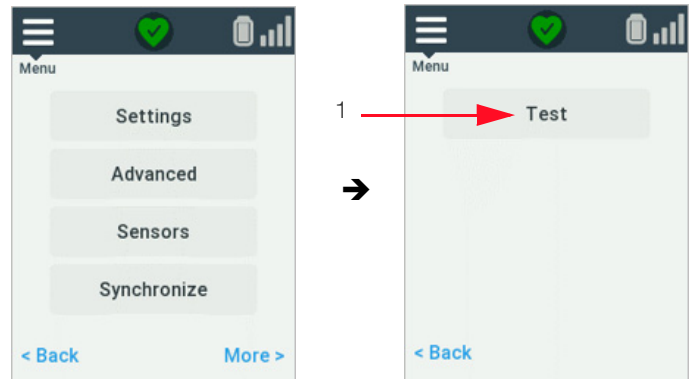 Menu
Settings
Advanced
Sensors
Synchronize
< Back More >
1
Menu
Test
< Back